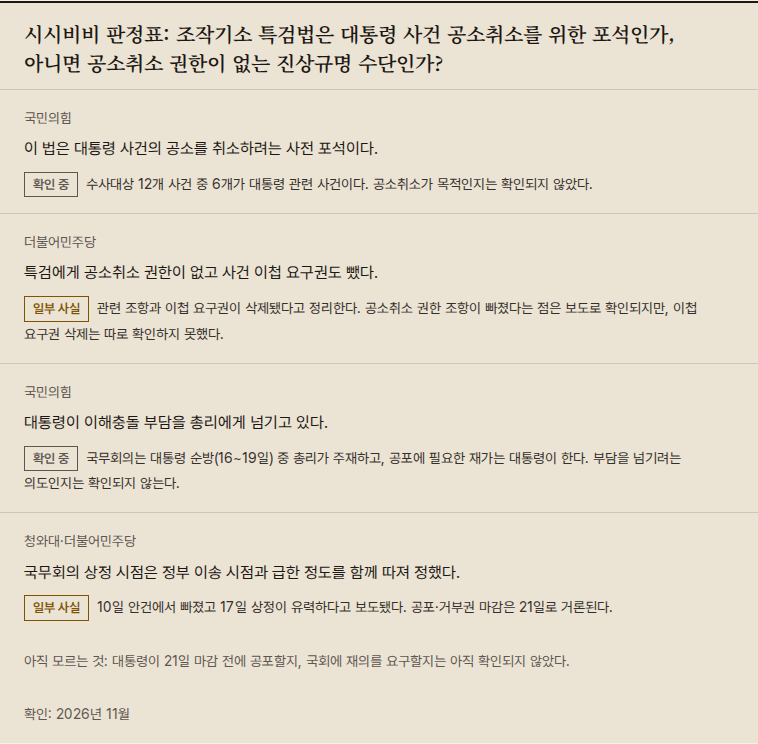 시시비비 판정표: 조작기소 특검법은 대통령 사건 공소취소를 위한 포석인가,
아니면 공소취소 권한이 없는 진상규명 수단인가?
국민의힘
이 법은 대통령 사건의 공소를 취소하려는 사전 포석이다.
확인 중 수사대상 12개 사건 중 6개가 대통령 관련 사건이다. 공소취소가 목적인지는 확인되지 않았다.
더불어민주당
특검에게 공소취소 권한이 없고 사건 이첩 요구권도 뺐다.
일부 사실 관련 조항과 이첩 요구권이 삭제됐다고 정리한다. 공소취소 권한 조항이 빠졌다는 점은 보도로 확인되지만, 이첩
요구권 삭제는 따로 확인하지 못했다.
국민의힘
대통령이 이해충돌 부담을 총리에게 넘기고 있다.
확인 중 국무회의는 대통령 순방(16~19일) 중 총리가 주재하고, 공포에 필요한 재가는 대통령이 한다. 부담을 넘기려는
의도인지는 확인되지 않는다.
청와대·더불어민주당
국무회의 상정 시점은 정부 이송 시점과 급한 정도를 함께 따져 정했다.
일부 사실 10일 안건에서 빠졌고 17일 상정이 유력하다고 보도됐다. 공포·거부권 마감은 21일로 거론된다.
아직 모르는 것: 대통령이 21일 마감 전에 공포할지, 국회에 재의를 요구할지는 아직 확인되지 않았다.
확인: 2026년 11월